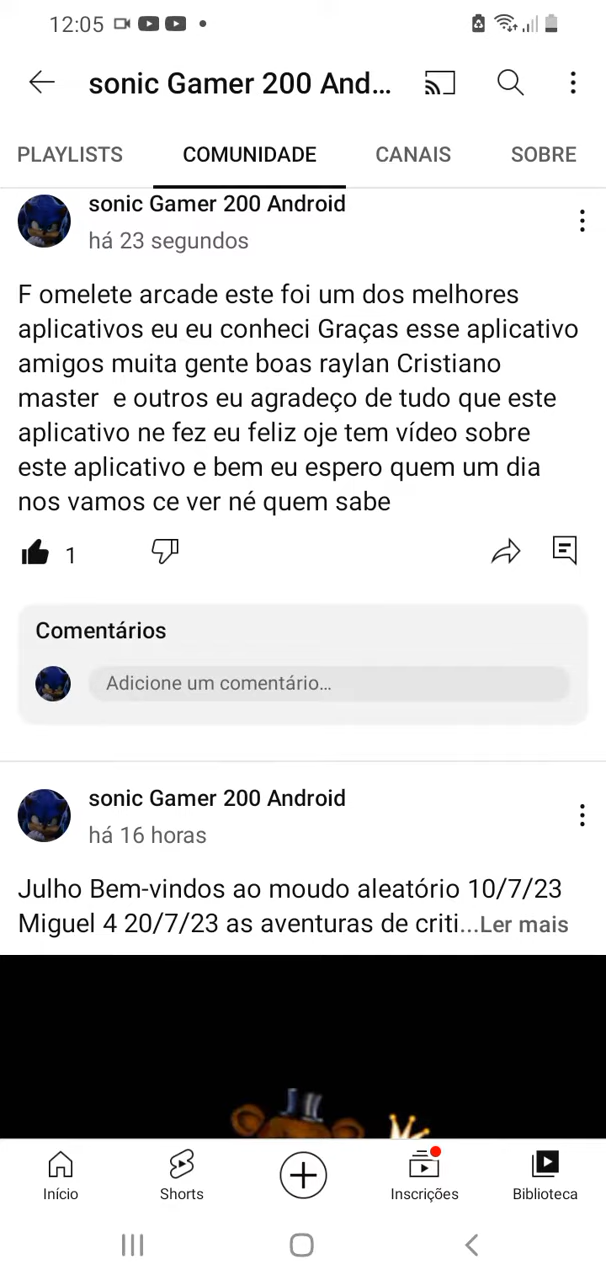 12:05
sonic Gamer 200 And...
PLAYLISTS COMUNIDADE CANAIS SOBRE
sonic Gamer 200 Android
há 23 segundos
F omelete arcade este foi um dos melhores
aplicativos eu eu conheci Graças esse aplicativo
amigos muita gente boas raylan Cristiano
master  e outros eu agradeço de tudo que este
aplicativo ne fez eu feliz oje tem vídeo sobre
este aplicativo e bem eu espero quem um dia
nos vamos ce ver né quem sabe
1
Comentários
Adicione um comentário...
sonic Gamer 200 Android
há 16 horas
Julho Bem-vindos ao moudo aleatório 10/7/23
Miguel 4 20/7/23 as aventuras de criti...Ler mais
Início Shorts Inscrições Biblioteca